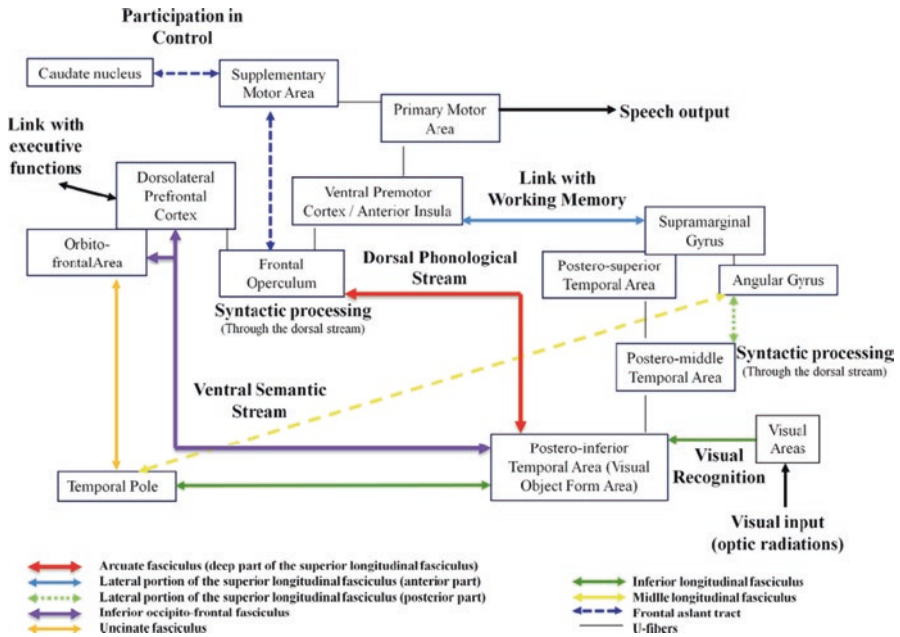 Participation in
Control
Caudate nucleus
Supplementary
Motor Area
Primary Motor
Area
Speech output
Link with
executive
functions
Dorsolateral
Prefrontal
Cortex
Ventral Premotor
Cortex / Anterior Insula
Link with
Working Memory
Supramarginal
Gyrus
Orbito-
frontalArea
Frontal
Operculum
Dorsal Phonological
Stream
Postero-superior
Temporal Area
Angular Gyrus
Syntactic processing
(Through the dorsal stream)
Postero-middle
Temporal Area
Syntactic processing
(Through the dorsal stream)
Ventral Semantic
Stream
Temporal Pole
Postero-inferior
Temporal Area (Visual
Object Form Area)
Visual
Recognition
Visual
Areas
Visual input
(optic radiations)
Arcuate fasciculus (deep part of the superior longitudinal fasciculus)
Lateral portion of the superior longitudinal fasciculus (anterior part)
Lateral portion of the superior longitudinal fasciculus (posterior part)
Inferior occipito-frontal fasciculus
Uncinate fasciculus
Inferior longitudinal fasciculus
Middle longitudinal fasciculus
Frontal aslant tract
U-fibers